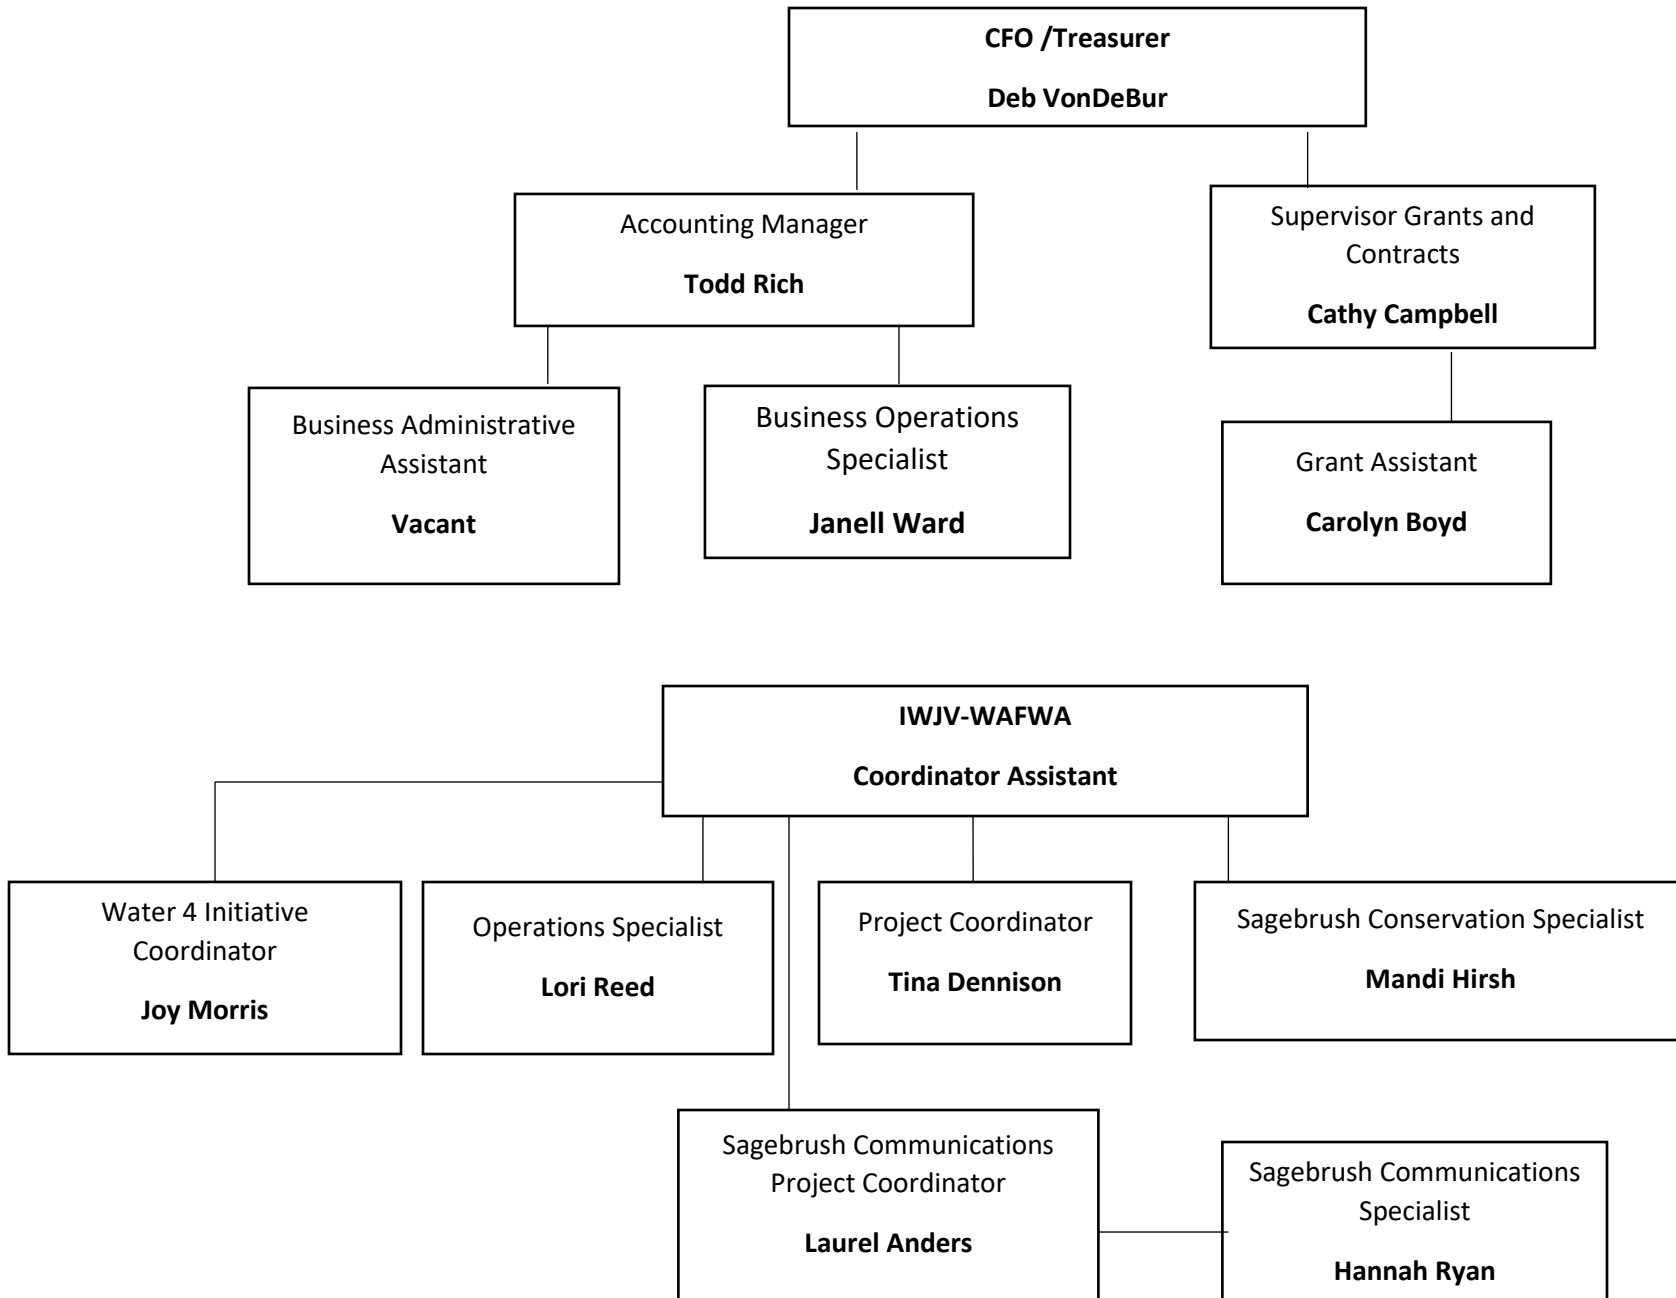 CFO /Treasurer
Deb VonDeBur
Accounting Manager
Todd Rich
Supervisor Grants and
Contracts
Cathy Campbell
Business Administrative
Assistant
Vacant
Business Operations
Specialist
Janell Ward
Grant Assistant
Carolyn Boyd
IWJV-WAFWA
Coordinator Assistant
Water 4 Initiative
Coordinator
Joy Morris
Operations Specialist
Lori Reed
Project Coordinator
Tina Dennison
Sagebrush Conservation Specialist
Mandi Hirsh
Sagebrush Communications
Project Coordinator
Laurel Anders
Sagebrush Communications
Specialist
Hannah Ryan